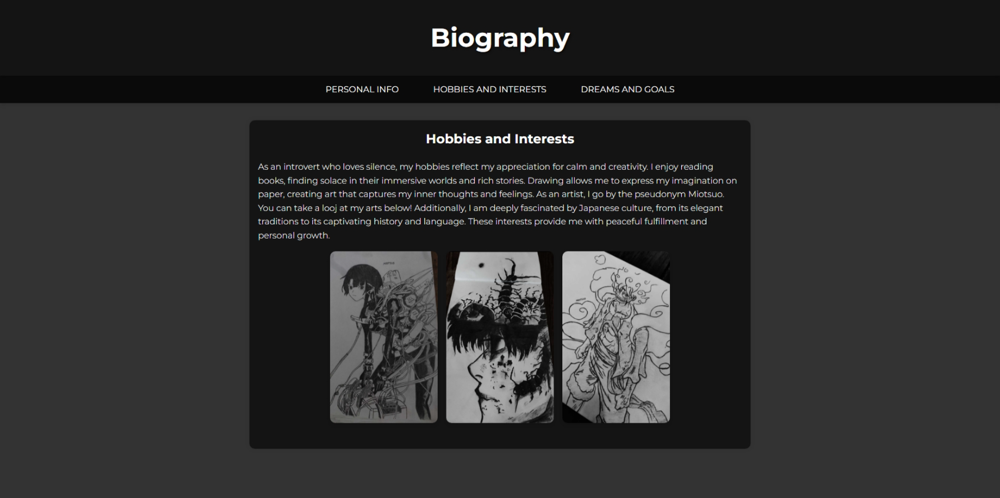 Biography
PERSONAL INFO
HOBBIES AND INTERESTS
DREAMS AND GOALS
Hobbies and Interests
As an introvert who loves silence, my hobbies reflect my appreciation for calm and creativity. I enjoy reading
books, finding solace in their immersive worlds and rich stories. Drawing allows me to express my imagination on
paper, creating art that captures my inner thoughts and feelings. As an artist, I go by the pseudonym Miotsuo.
You can take a looj at my arts below! Additionally, I am deeply fascinated by Japanese culture, from its elegant
traditions to its captivating history and language. These interests provide me with peaceful fulfillment and
personal growth.